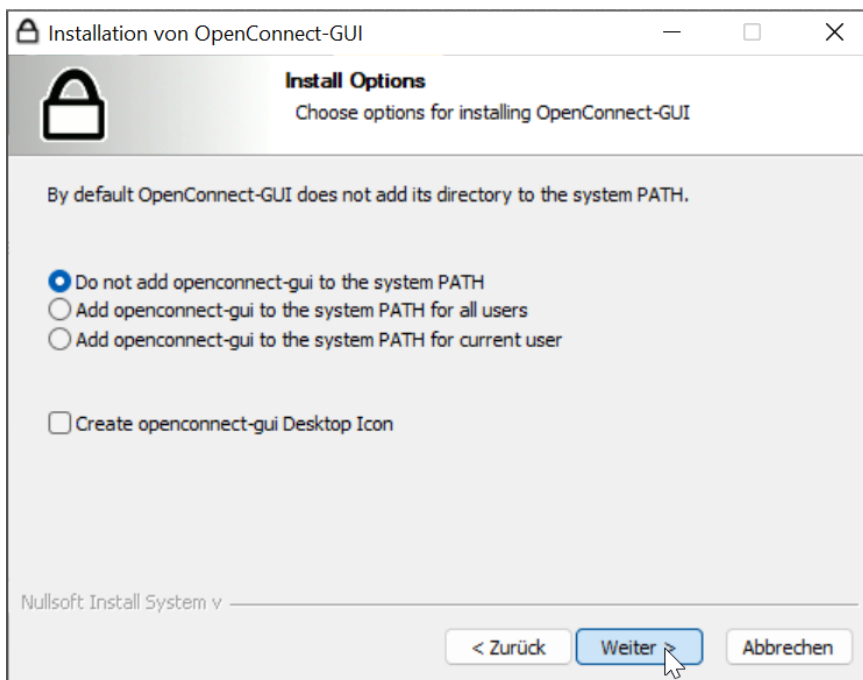 Installation von OpenConnect-GUI
Install Options
Choose options for installing OpenConnect-GUI
By default OpenConnect-GUI does not add its directory to the system PATH.
Do not add openconnect-gui to the system PATH
Add openconnect-gui to the system PATH for all users
Add openconnect-gui to the system PATH for current user
Create openconnect-gui Desktop Icon
Nullsoft Install System v
< Zurück Weiter > Abbrechen